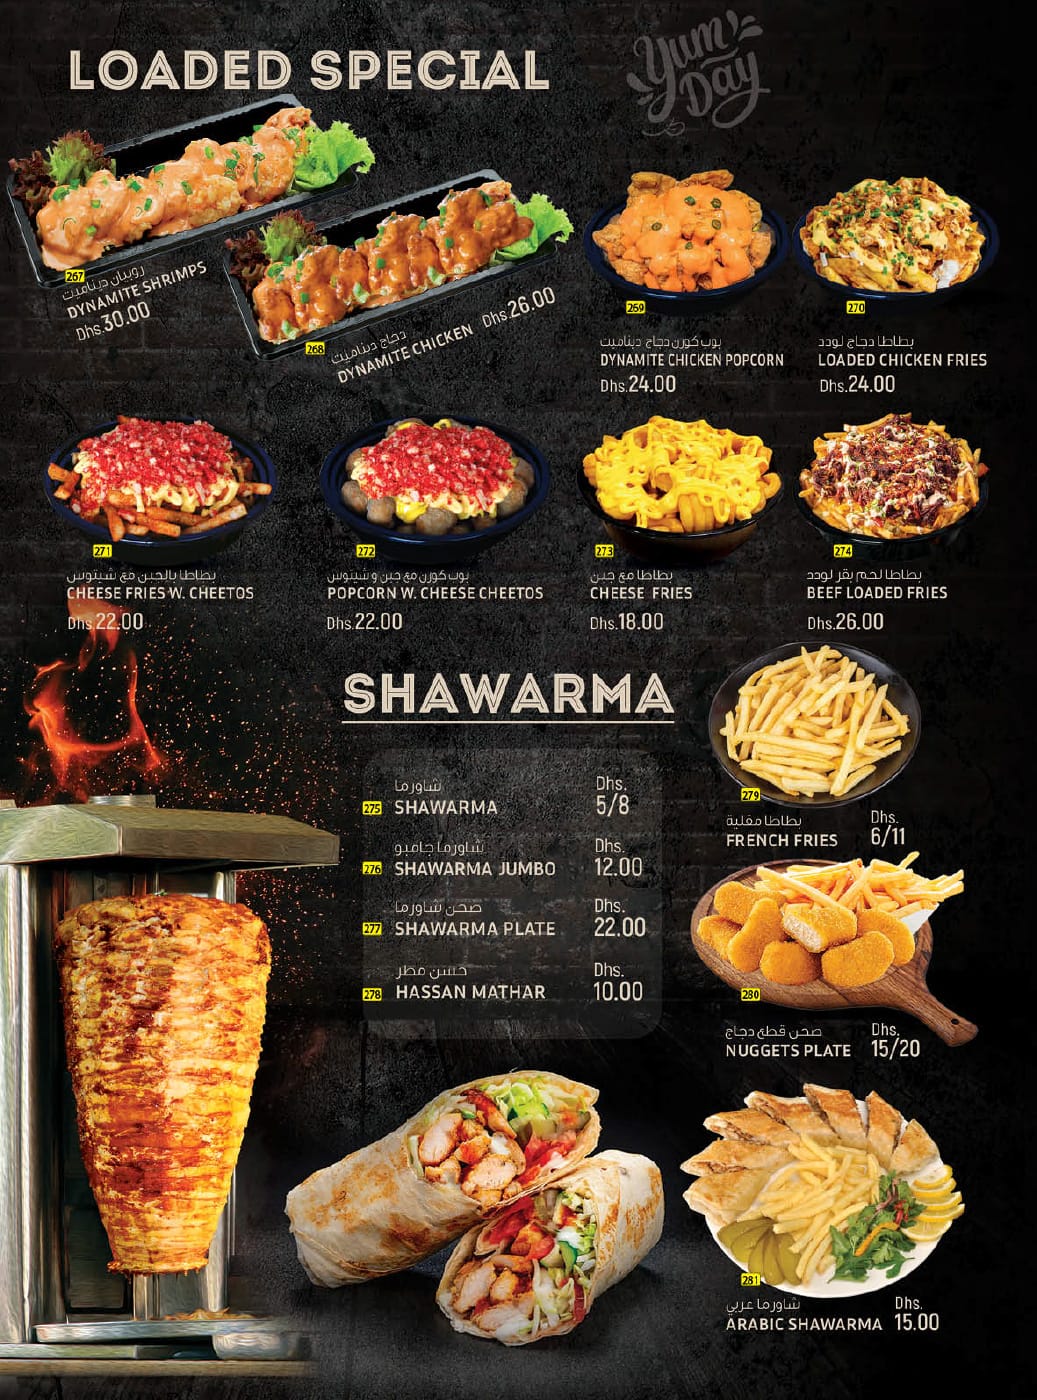 Yum Day
LOADED SPECIAL
267
روبيان ديناميت
DYNAMITE SHRIMPS
Dhs.30.00
268
دجاج ديناميت
DYNAMITE CHICKEN Dhs.26.00
269
بوب كورن دجاج ديناميت
DYNAMITE CHICKEN POPCORN
Dhs.24.00
270
بطاطا دجاج لودد
LOADED CHICKEN FRIES
Dhs.24.00
271
بطاطا بالجبن مع شيتوس
CHEESE FRIES W. CHEETOS
Dhs.22.00
272
بوب كورن مع جبن و شيتوس
POPCORN W. CHEESE CHEETOS
Dhs.22.00
273
بطاطا مع جبن
CHEESE FRIES
Dhs.18.00
274
بطاطا لحم بقر لودد
BEEF LOADED FRIES
Dhs.26.00
SHAWARMA
شاورما
275 SHAWARMA
Dhs.
5/8
شاورما جامبو
276 SHAWARMA JUMBO
Dhs.
12.00
صحن شاورما
277 SHAWARMA PLATE
Dhs.
22.00
حسن مطر
278 HASSAN MATHAR
Dhs.
10.00
279
بطاطا مقلية
FRENCH FRIES
Dhs.
6/11
280
صحن قطع دجاج
NUGGETS PLATE
Dhs.
15/20
281
شاورما عربي
ARABIC SHAWARMA
Dhs.
15.00